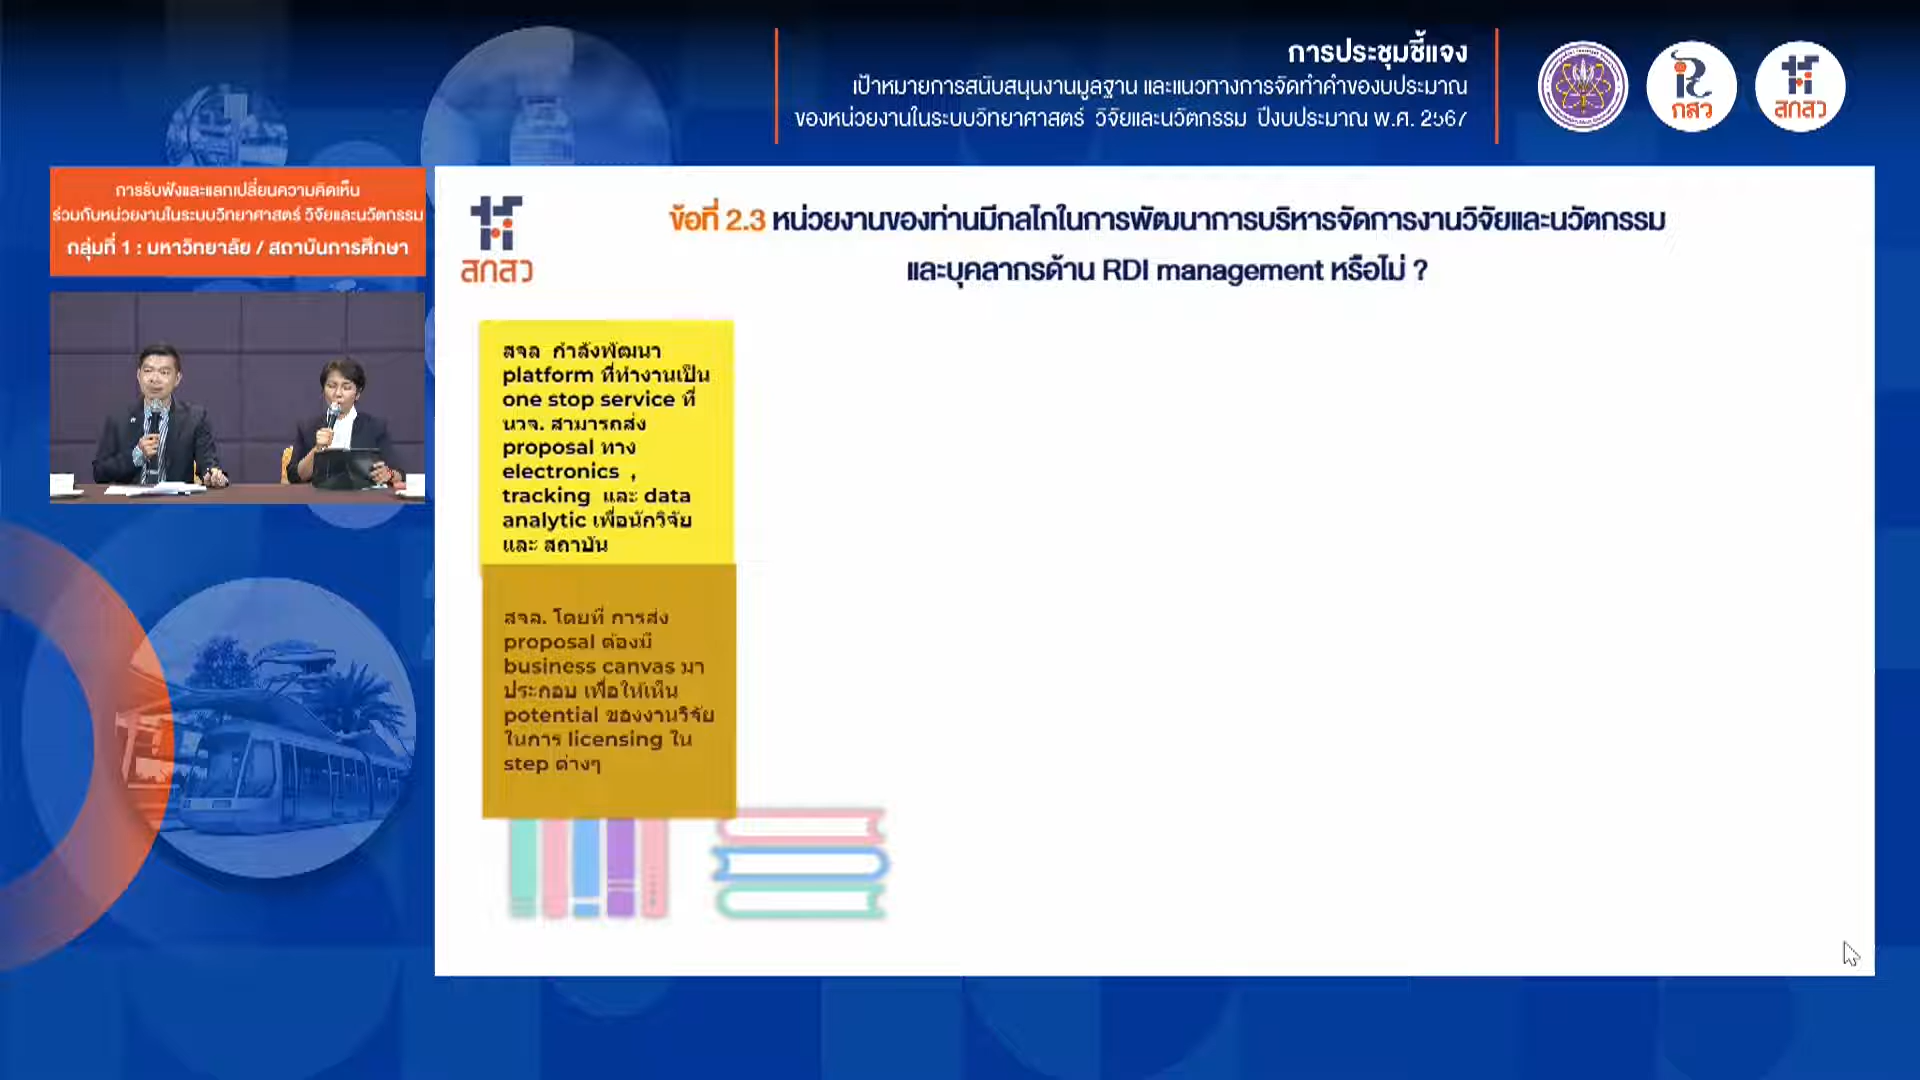 การประชุมชี้แจง
เป้าหมายการสนับสนุนงานมูลฐาน และแนวทางการจัดทำคำของบประมาณ
ของหน่วยงานในระบบวิทยาศาสตร์ วิจัยและนวัตกรรม ปีงบประมาณ พ.ศ. 2567
กสว
สกสว
การรับฟังและแลกเปลี่ยนความคิดเห็น
ร่วมกับหน่วยงานในระบบวิทยาศาสตร์ วิจัยและนวัตกรรม
กลุ่มที่ 1 : มหาวิทยาลัย / สถาบันการศึกษา
สกสว
ข้อที่ 2.3 หน่วยงานของท่านมีกลไกในการพัฒนาการบริหารจัดการงานวิจัยและนวัตกรรม
และบุคลากรด้าน RDI management หรือไม่ ?
สจล กำลังพัฒนา
platform ที่ทำงานเป็น
one stop service ที่
นวจ. สามารถส่ง
proposal ทาง
electronics ,
tracking และ data
analytic เพื่อนักวิจัย
และ สถาบัน
สจล. โดยที่ การส่ง
proposal ต้องมี
business canvas มา
ประกอบ เพื่อให้เห็น
potential ของงานวิจัย
ในการ licensing ใน
step ต่างๆ